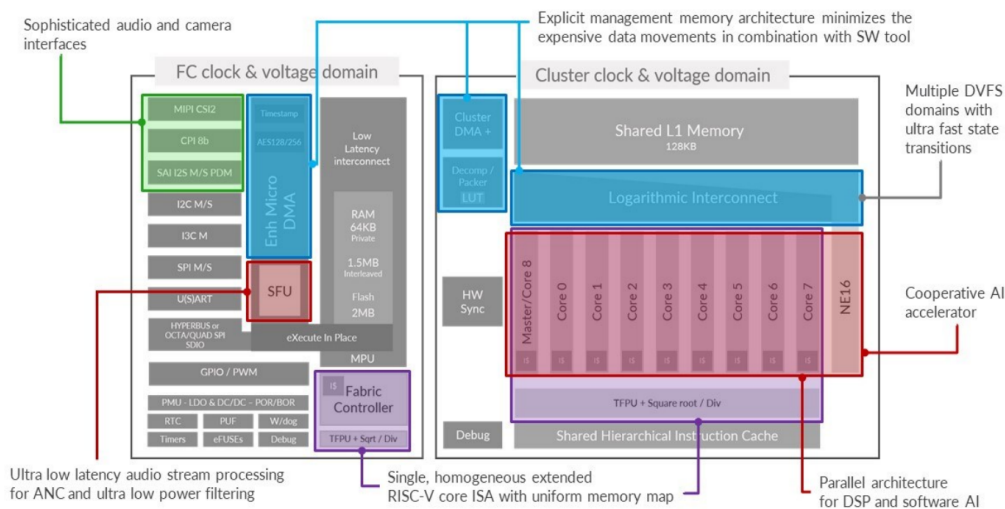 Sophisticated audio and camera
interfaces
Explicit management memory architecture minimizes the
expensive data movements in combination with SW tool
FC clock & voltage domain
Cluster clock & voltage domain
Multiple DVFS
domains with
ultra fast state
transitions
MIPI CSI2
CPI 8b
SAI I2S M/S PDM
I2C M/S
I3C M
SPI M/S
U(S)ART
HYPERBUS or
OCTA/QUAD SPI
SDIO
GPIO / PWM
PMU - LDO & DC/DC – POR/BOR
RTC
PUF
W/dog
Timers
eFUSEs
Debug
Timestamp
AES128/256
Enh Micro
DMA
SFU
eXecute In Place
Low
Latency
interconnect
RAM
64KB
Private
1.5MB
Interleaved
Flash
2MB
MPU
I$
Fabric
Controller
TFPU + Sqrt / Div
Cluster
DMA +
Decomp /
Packer
LUT
HW
Sync
Debug
Shared L1 Memory
128KB
Logarithmic Interconnect
Master/Core 8
Core 0
Core 1
Core 2
Core 3
Core 4
Core 5
Core 6
Core 7
NE16
I$
I$
I$
I$
I$
I$
I$
I$
I$
TFPU + Square root / Div
Shared Hierarchical Instruction Cache
Cooperative AI
accelerator
Ultra low latency audio stream processing
for ANC and ultra low power filtering
Single, homogeneous extended
RISC-V core ISA with uniform memory map
Parallel architecture
for DSP and software AI